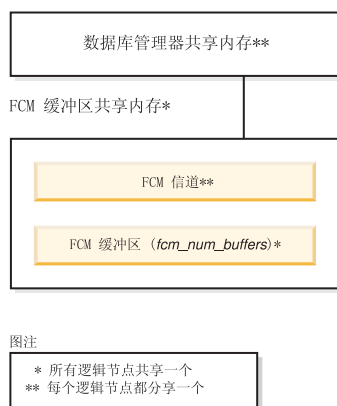 数据库管理器共享内存**
FCM 缓冲区共享内存*
FCM 信道**
FCM 缓冲区 (fcm_num_buffers)*
图注
* 所有逻辑节点共享一个
** 每个逻辑节点都分享一个